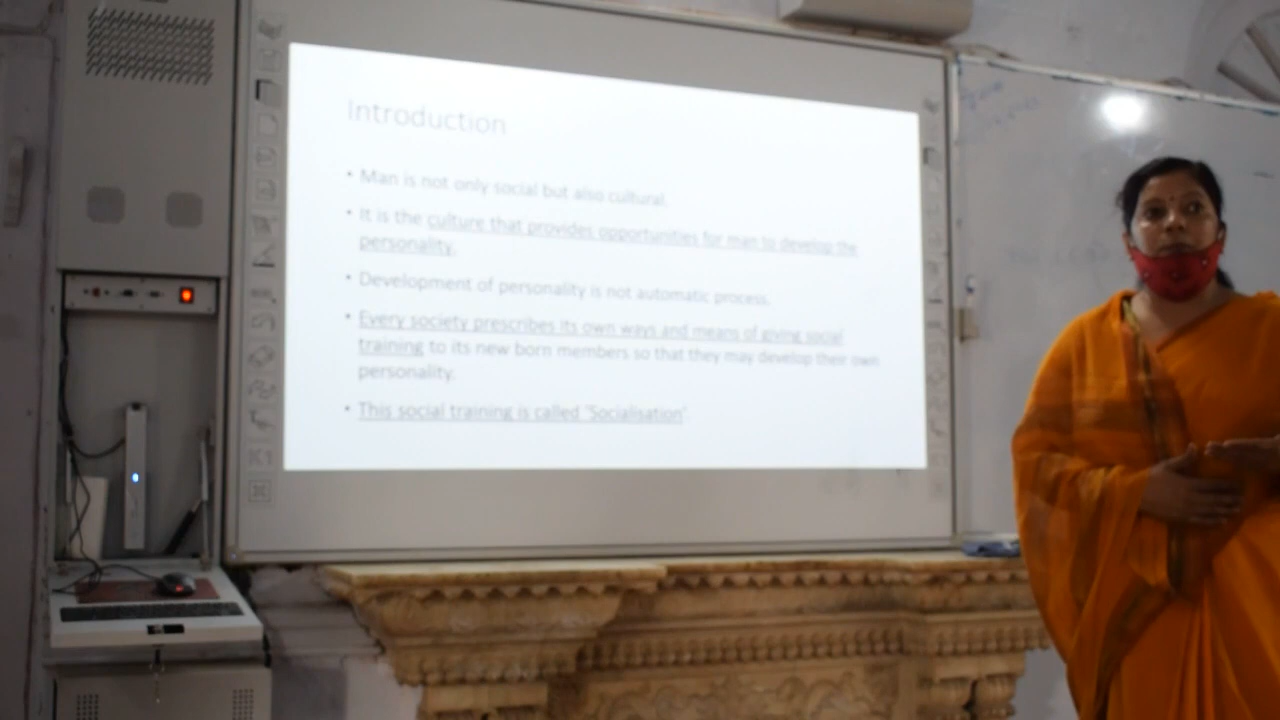 Introduction
• Man is not only social but also cultural.
• It is the culture that provides opportunities for man to develop the
personality.
• Development of personality is not automatic process.
• Every society prescribes its own ways and means of giving social
training to its new born members so that they may develop their own
personality.
• This social training is called 'Socialisation'.